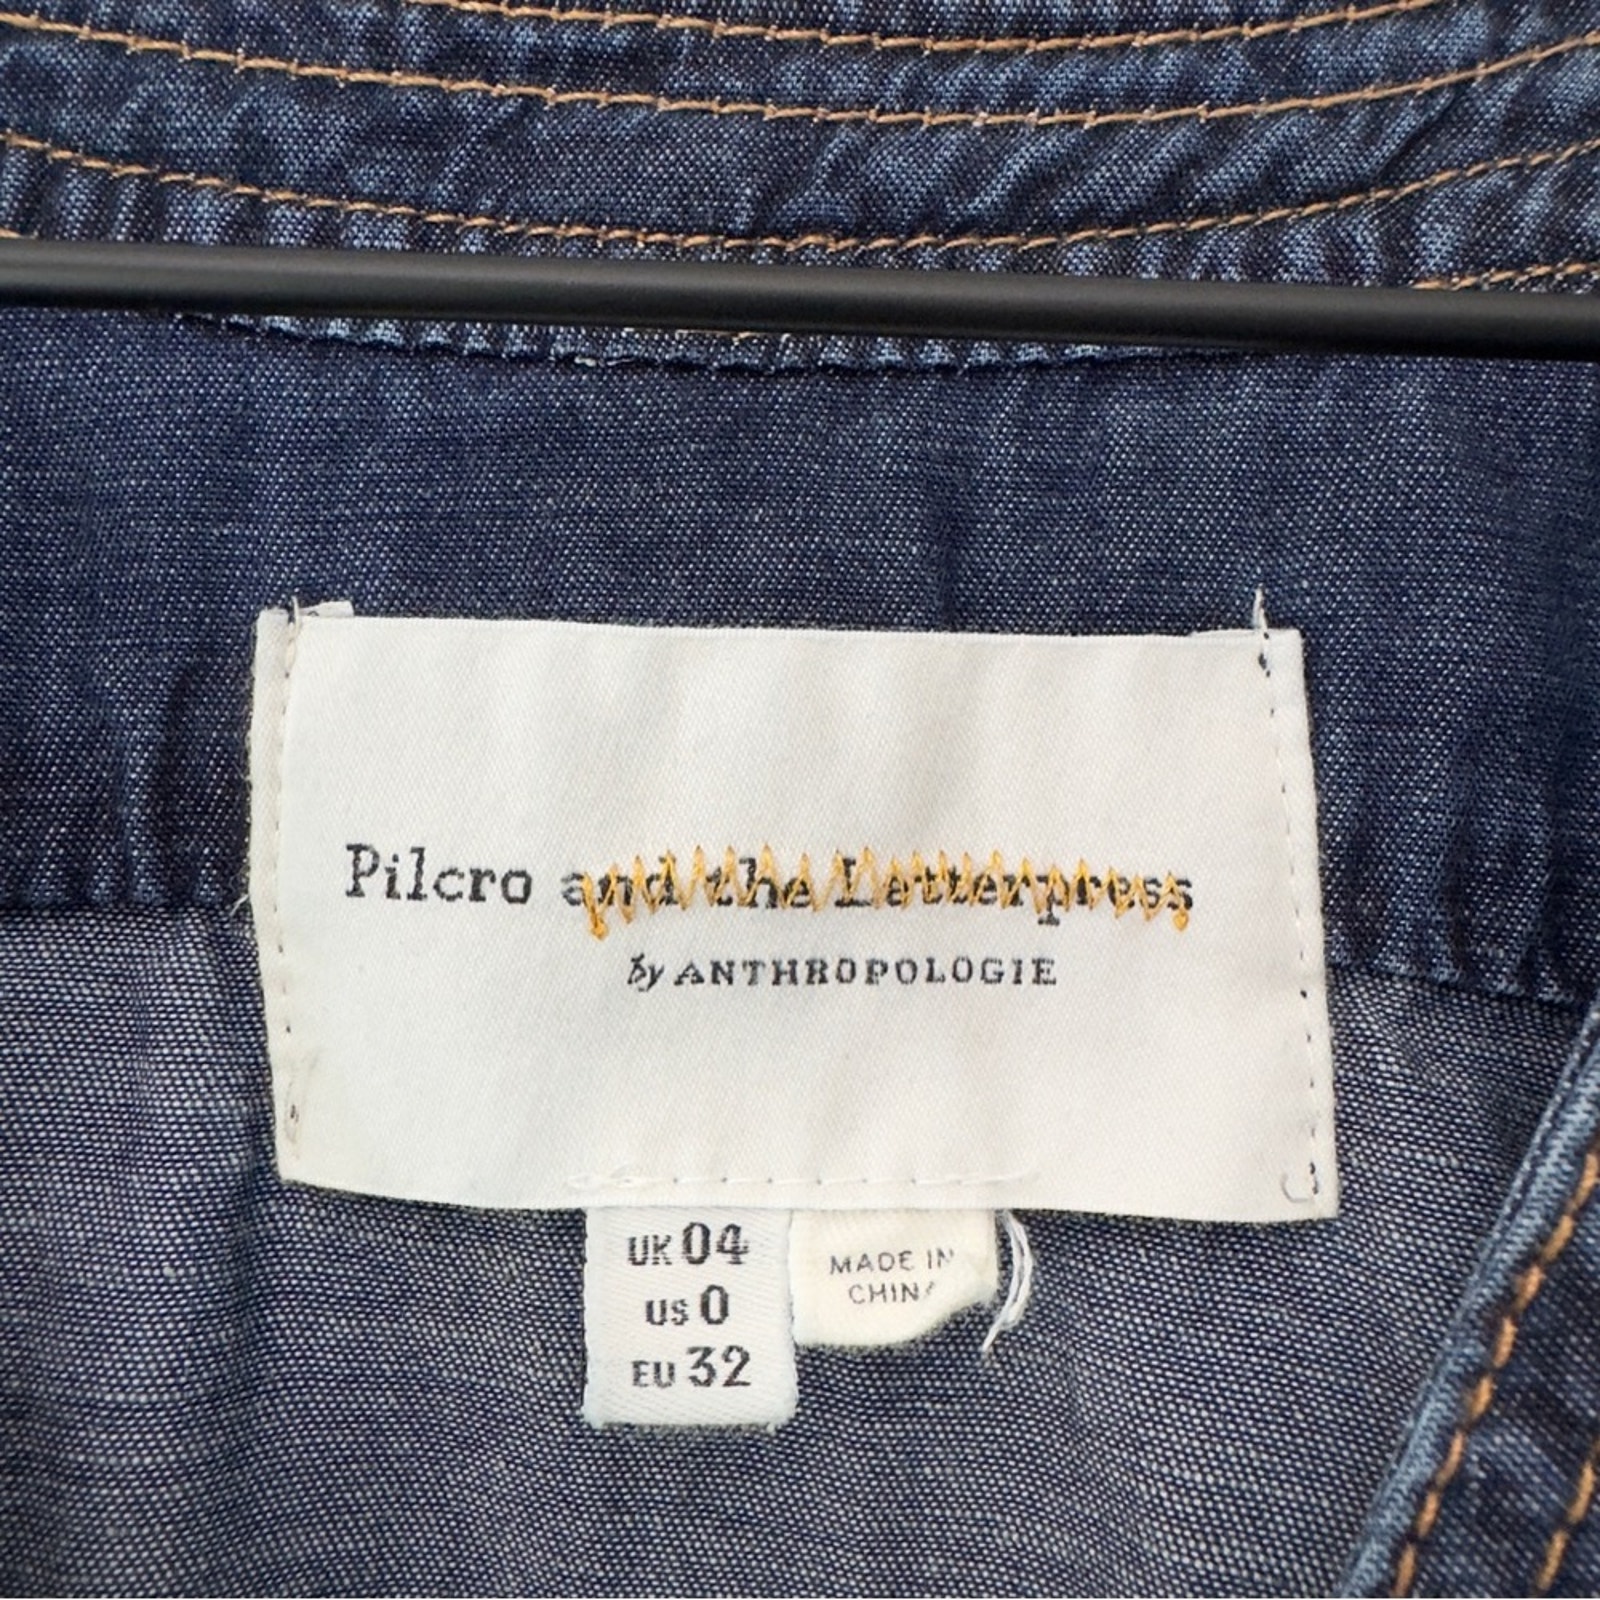 Pilcro and the Letterpress
by ANTHROPOLOGIE
UK 04
US 0
EU 32
MADE IN
CHINA